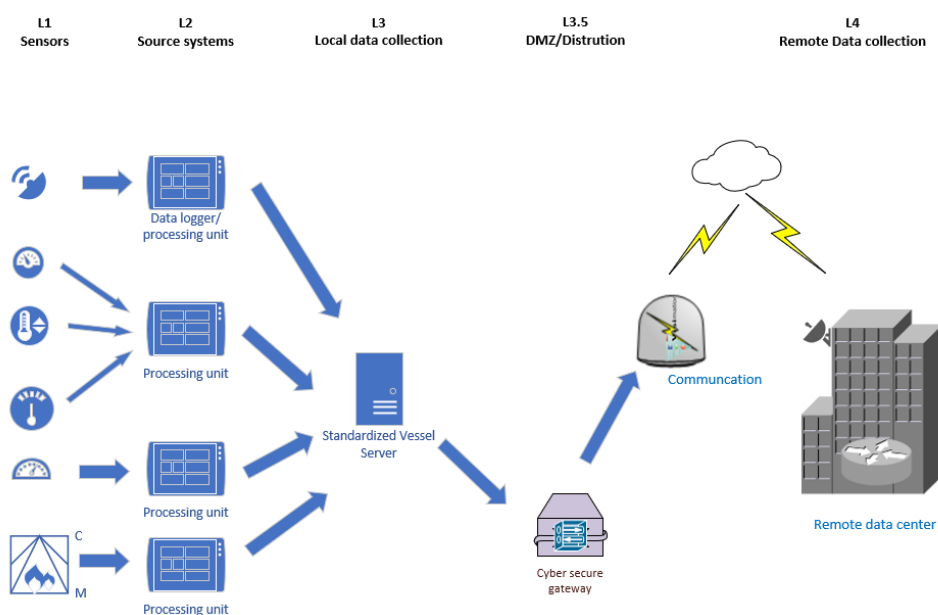 L1
Sensors
L2
Source systems
L3
Local data collection
L3.5
DMZ/Distrution
L4
Remote Data collection
Data logger/
processing unit
Processing unit
Standardized Vessel
Server
Communcation
Processing unit
C
M
Processing unit
Cyber secure
gateway
Remote data center